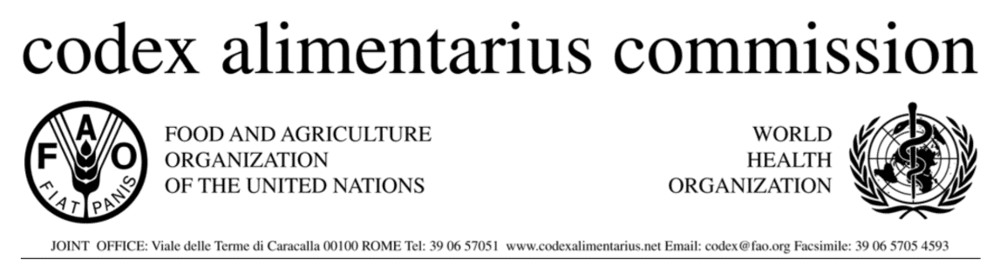 codex alimentarius commission
FAO
FIAT PANIS
FOOD AND AGRICULTURE
ORGANIZATION
OF THE UNITED NATIONS
WORLD
HEALTH
ORGANIZATION
JOINT OFFICE: Viale delle Terme di Caracalla 00100 ROME Tel: 39 06 57051 www.codexalimentarius.net Email: codex@fao.org Facsimile: 39 06 5705 4593